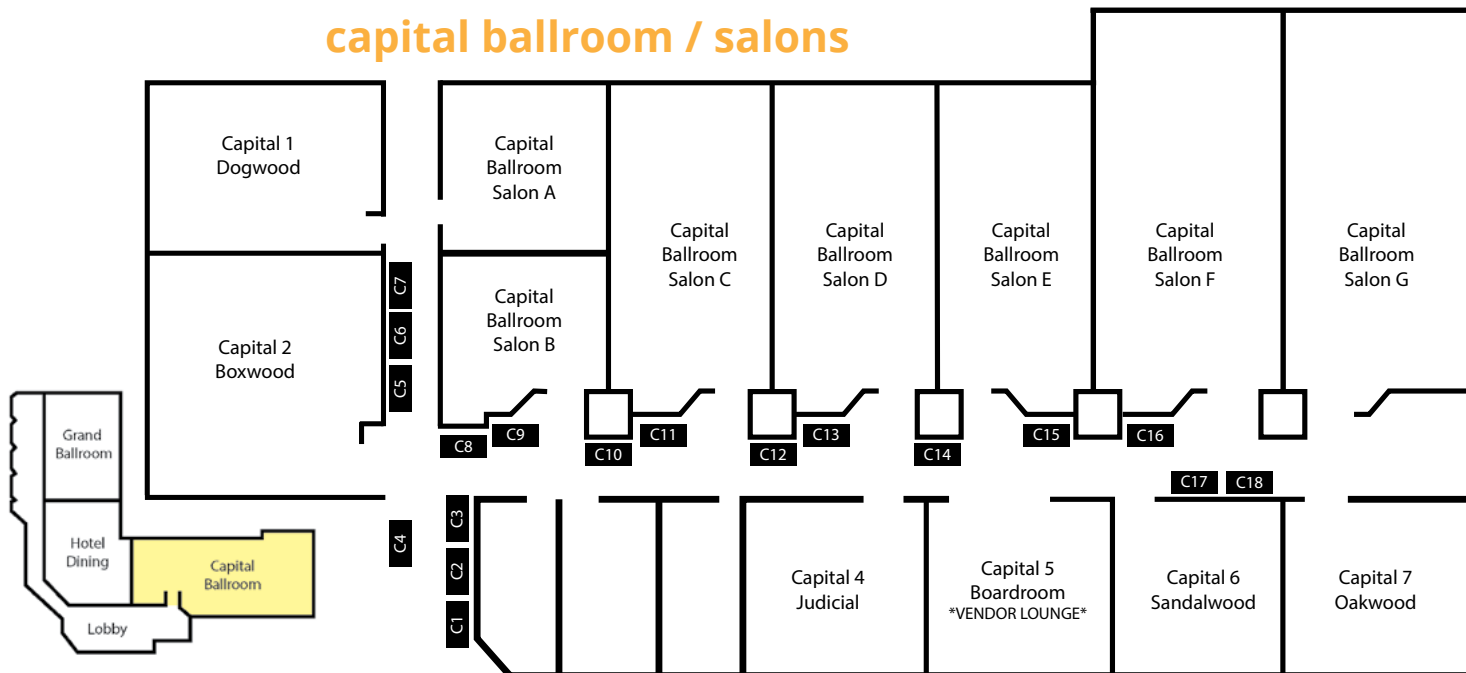 capital ballroom / salons
Capital 1
Dogwood
Capital
Ballroom
Salon A
Capital
Ballroom
Salon C
Capital
Ballroom
Salon D
Capital
Ballroom
Salon E
Capital
Ballroom
Salon F
Capital
Ballroom
Salon G
Capital
Ballroom
Salon B
Capital 2
Boxwood
C7
C6
C5
C8
C9
C10
C11
C12
C13
C14
C15
C16
C17
C18
C4
C3
C2
C1
Capital 4
Judicial
Capital 5
Boardroom
*VENDOR LOUNGE*
Capital 6
Sandalwood
Capital 7
Oakwood
Grand
Ballroom
Hotel
Dining
Capital
Ballroom
Lobby